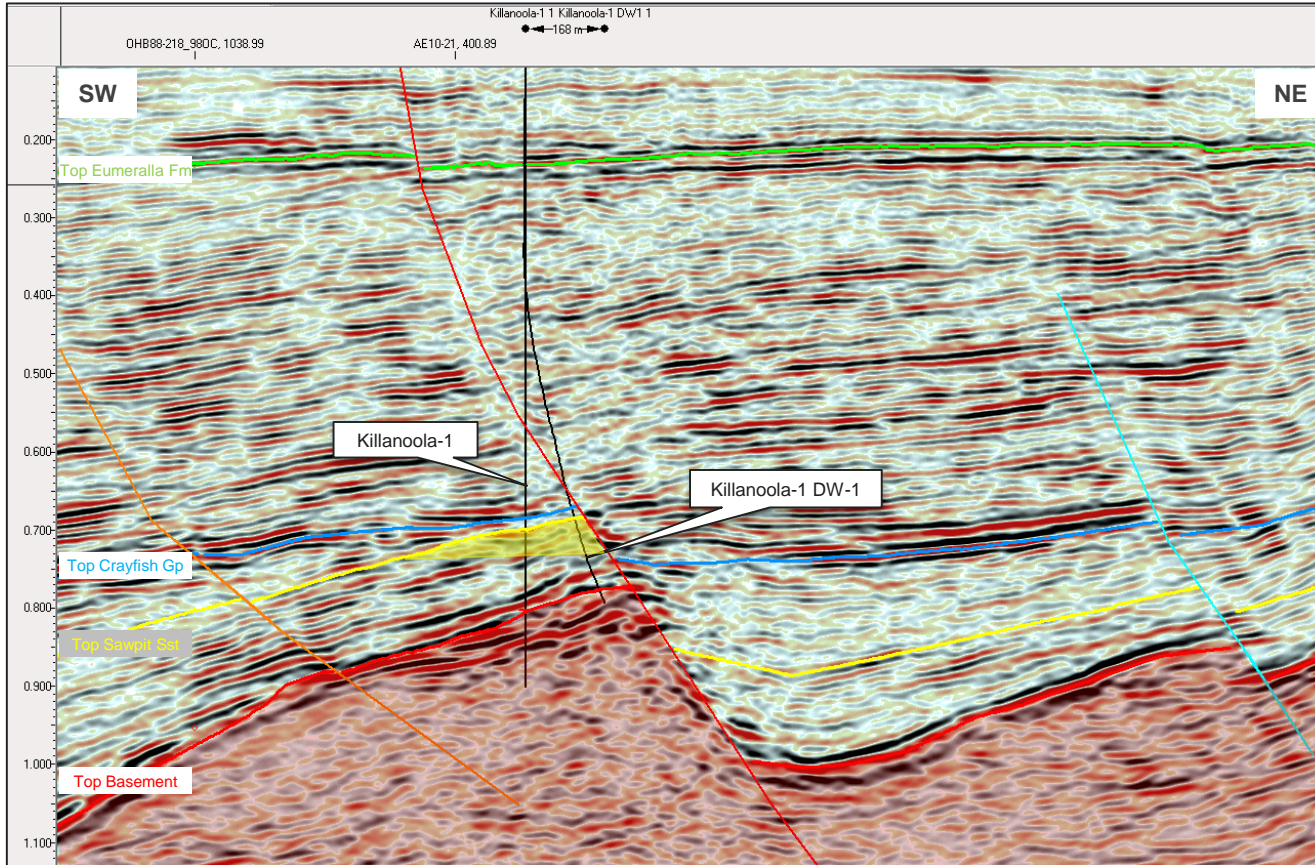 Killanoola-1 1 Killanoola-1 DW1 1
168 m
OHB88-218_98OC, 1038.99
AE10-21, 400.89
SW
NE
0.200
Top Eumeralla Fm
0.300
0.400
0.500
0.600
Killanoola-1
Killanoola-1 DW-1
0.700
Top Crayfish Gp
0.800
Top Sawpit Sst
0.900
1.000
Top Basement
1.100